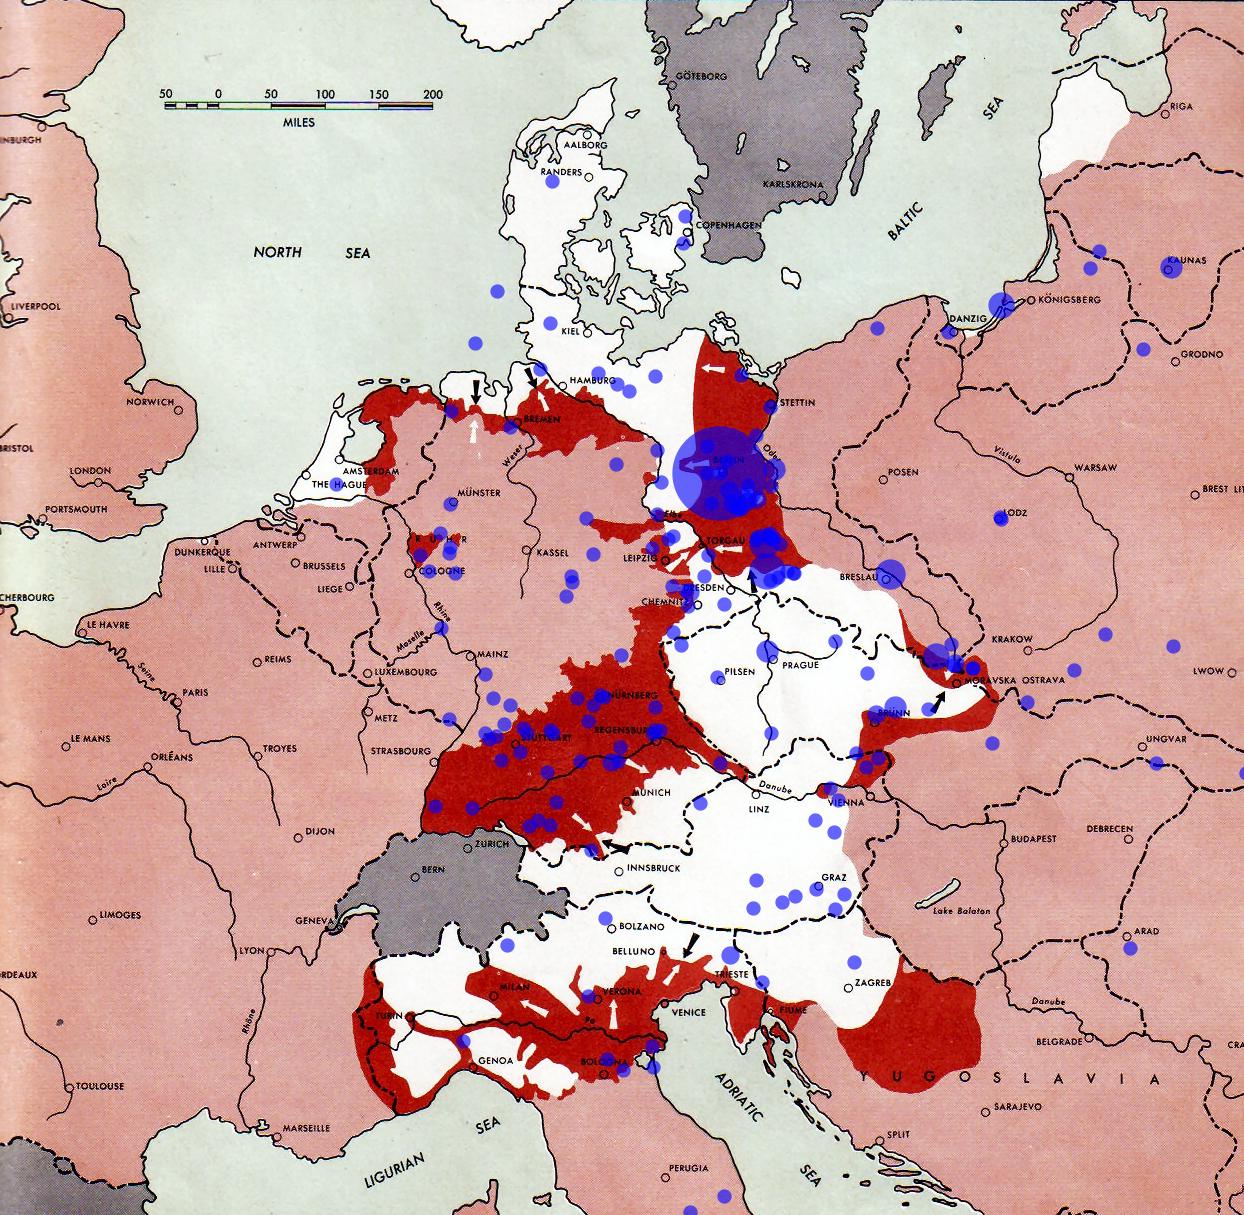 GÖTEBORG
50 0 50 100 150 200
MILES
SEA
RIGA
INBURGH
AALBORG
RANDERS
KARLSKRONA
COPENHAGEN
BALTIC
NORTH SEA
KAUNAS
LIVERPOOL
KÖNIGSBERG
DANZIG
KIEL
GRODNO
HAMBURG
NORWICH
STETTIN
BREMEN
BRISTOL
Weser
Oder
Vistula
LONDON
AMSTERDAM
WARSAW
THE HAGUE
POSEN
MÜNSTER
BREST LIT
PORTSMOUTH
Elbe
LODZ
RUHR
TORGAU
ANTWERP
DUNKERQUE
KASSEL
LEIPZIG
LILLE
BRUSSELS
COLOGNE
BRESLAU
LIEGE
DRESDEN
CHERBOURG
CHEMNITZ
LE HAVRE
Rhine
Moselle
KRAKOW
REIMS
MAINZ
PRAGUE
Seine
LUXEMBOURG
PILSEN
LWOW
MORAVSKA OSTRAVA
PARIS
NÜRNBERG
METZ
BRÜNN
LE MANS
STUTTGART
REGENSBURG
TROYES
STRASBOURG
UNGVAR
ORLÉANS
Loire
Danube
MUNICH
VIENNA
LINZ
DIJON
DEBRECEN
BUDAPEST
ZURICH
BERN
INNSBRUCK
GRAZ
LIMOGES
Lake Balaton
GENEVA
BOLZANO
ARAD
LYON
BELLUNO
RDEAUX
TRIESTE
ZAGREB
MILAN
VERONA
Danube
Rhône
TURIN
VENICE
FIUME
Po
BELGRADE
CRA
GENOA
BOLOGNA
YUGOSLAVIA
TOULOUSE
ADRIATIC
SARAJEVO
MARSEILLE
SEA
SPLIT
LIGURIAN
PERUGIA
SEA